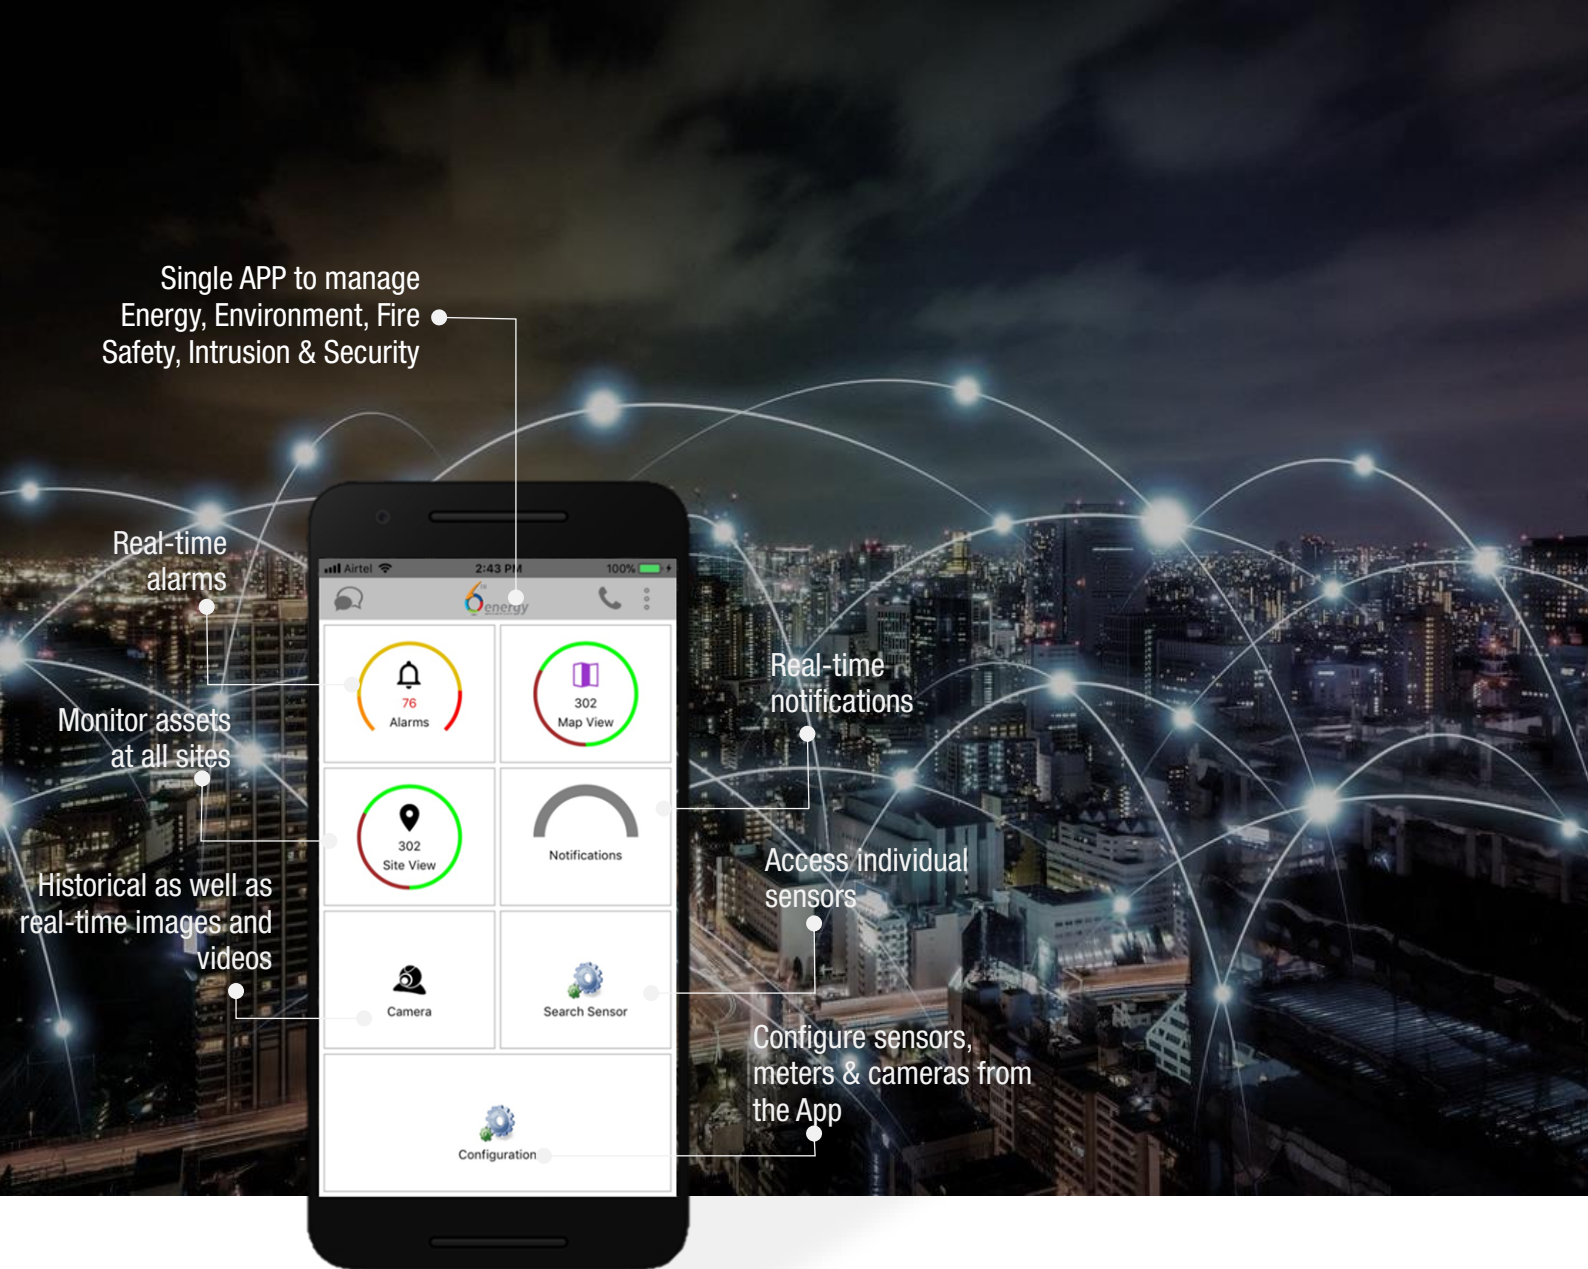 Single APP to manage
Energy, Environment, Fire
Safety, Intrusion & Security
Real-time
alarms
Monitor assets
at all sites
Historical as well as
real-time images and
videos
Airtel
2:43 PM
100%
6energy
76
Alarms
302
Map View
302
Site View
Notifications
Camera
Search Sensor
Configuration
Real-time
notifications
Access individual
sensors
Configure sensors,
meters & cameras from
the App